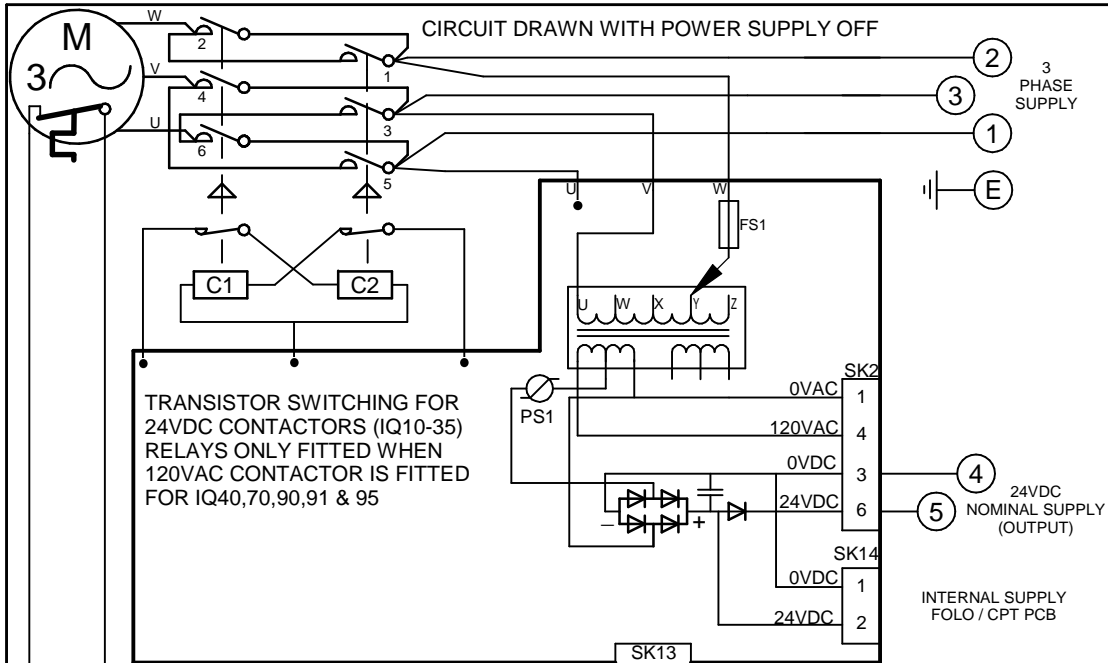 CIRCUIT DRAWN WITH POWER SUPPLY OFF
W
V
U
M
3
2
4
6
1
3
5
2
3
1
E
3
PHASE
SUPPLY
U
V
W
FS1
C1
C2
U
W
X
Y
Z
PS1
TRANSISTOR SWITCHING FOR
24VDC CONTACTORS (IQ10-35)
RELAYS ONLY FITTED WHEN
120VAC CONTACTOR IS FITTED
FOR IQ40,70,90,91 & 95
SK2
0VAC
1
120VAC
4
0VDC
3
24VDC
6
4
5
24VDC
NOMINAL SUPPLY
(OUTPUT)
− +
SK14
0VDC
1
24VDC
2
INTERNAL SUPPLY
FOLO / CPT PCB
SK13